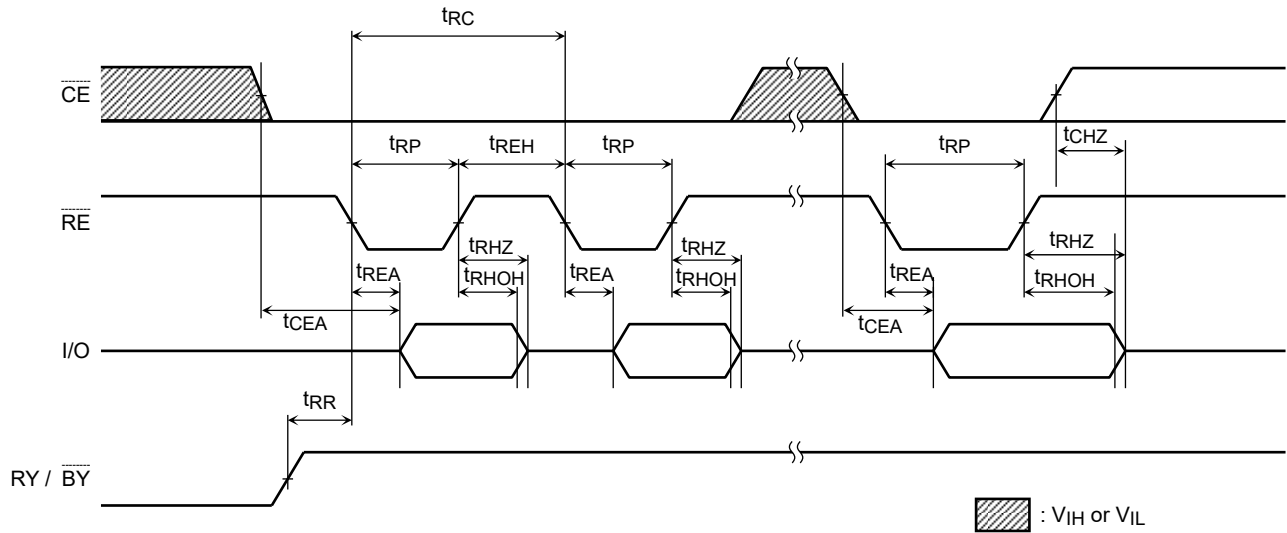 tRC
CE
tRP tREH tRP tRP tCHZ
RE
tRHZ tRHZ tRHZ
tREA tRHOH tREA tRHOH tREA tRHOH
tCEA tCEA
I/O
tRR
RY / BY
: VIH or VIL